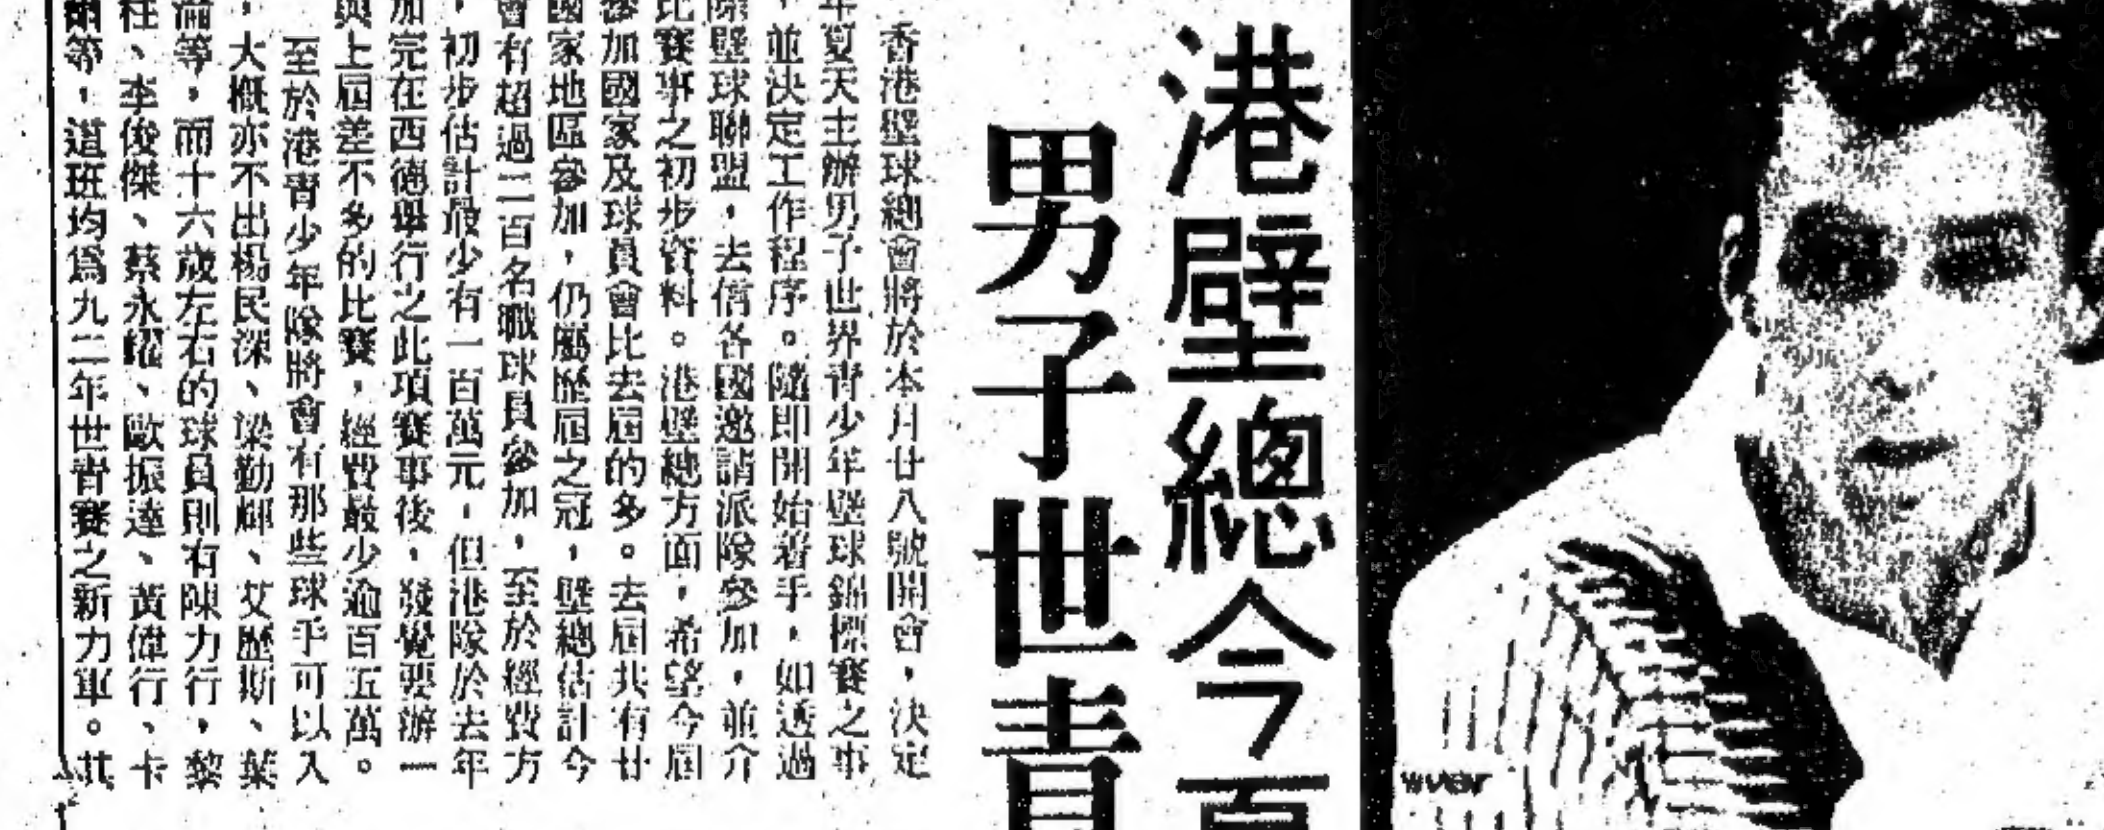 港壁總今夏
男子世青
香港壁球總會將於本月廿八號開會，決定
年夏天主辦男子世界青少年壁球錦標賽之事
，並決定工作程序。隨即開始着手，如透過
際壁球聯盟，去信各國邀請派隊參加，並介
比賽事之初步資料。港壁總方面，希望今屆
參加國家及球員會比去屆的多。去屆共有廿
國家地區參加，仍屬歷屆之冠，壁總估計今
會有超過二百名職球員參加，至於經費方
，初步估計最少有一百萬元，但港隊於去年
加完在西德舉行之此項賽事後，發覺要辦一
與上屆差不多的比賽，經費最少逾百五萬。
至於港青少年隊將會有那些球手可以入
，大概亦不出楊民深、梁勤輝、艾歷斯、葉
滿等，而十六歲左右的球員則有陳力行，黎
柱、李俊傑、蔡永耀、歐振達、黃偉行、卡
爾等，這班均爲九二年世青賽之新力軍。其